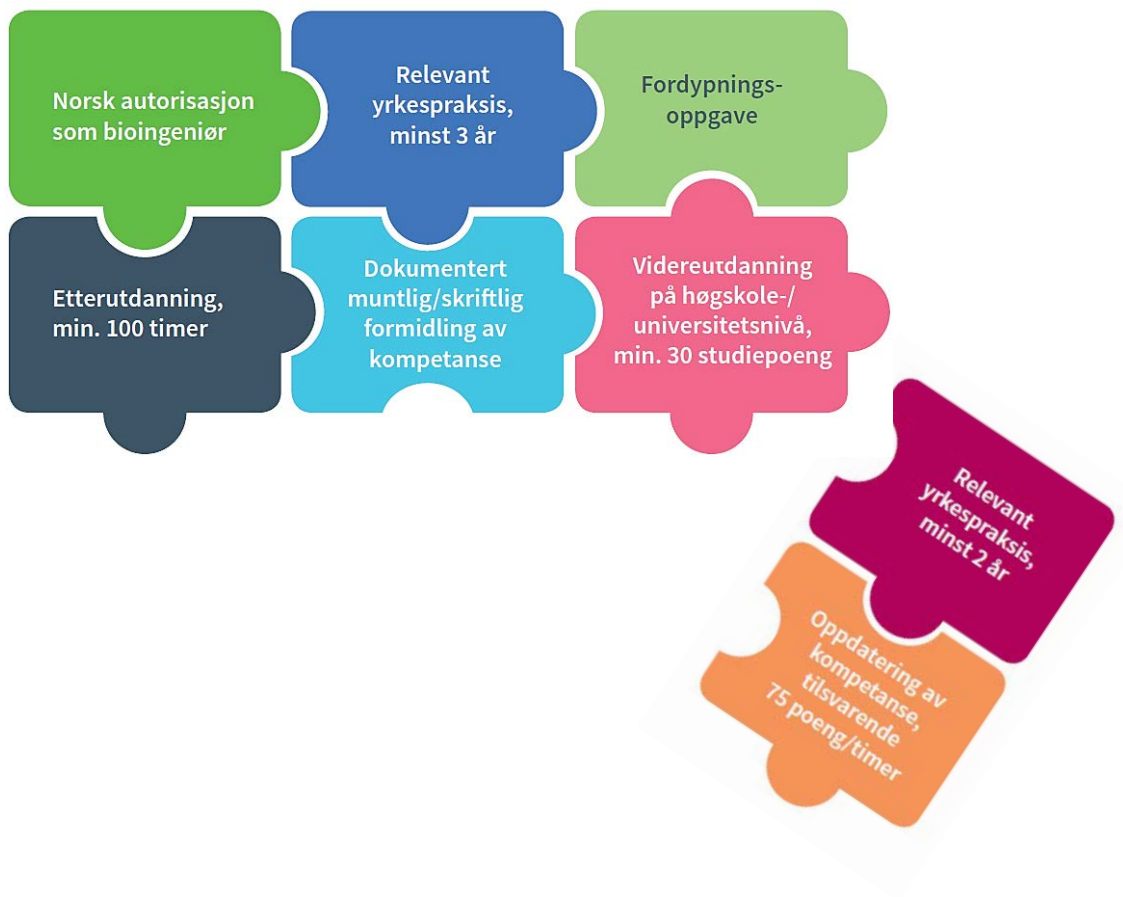 Norsk autorisasjon
som bioingeniør
Relevant
yrkespraksis,
minst 3 år
Fordypnings-
oppgave
Etterutdanning,
min. 100 timer
Dokumentert
muntlig/skriftlig
formidling av
kompetanse
Videreutdanning
på høgskole-/
universitetsnivå,
min. 30 studiepoeng
Relevant
yrkespraksis,
minst 2 år
Oppdatering av
kompetanse,
tilsvarende
75 poeng/timer